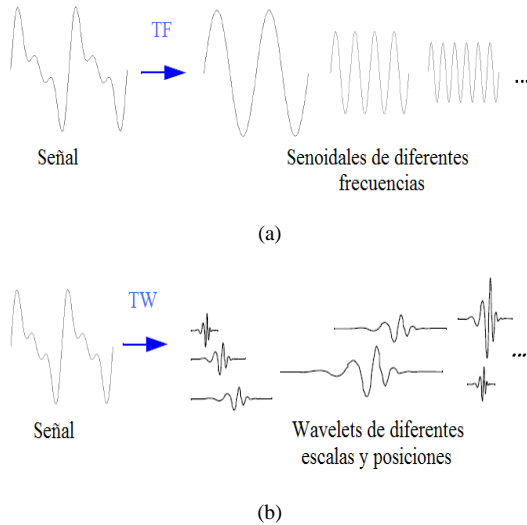 TF
...
Señal
Senoidales de diferentes
frecuencias
(a)
TW
...
Señal
Wavelets de diferentes
escalas y posiciones
(b)